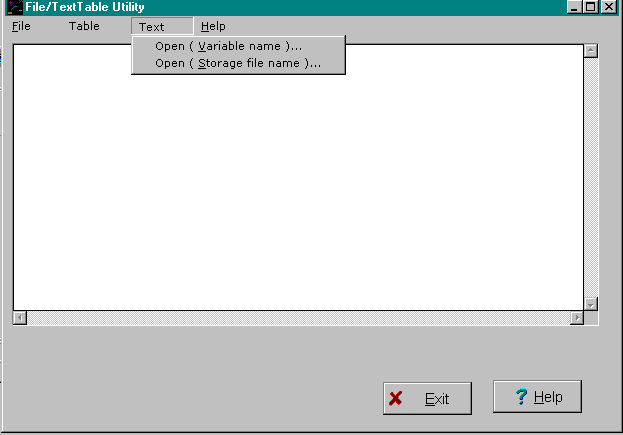 File/TextTable Utility
File Table Text Help
Open ( Variable name )...
Open ( Storage file name )...
Exit
? Help